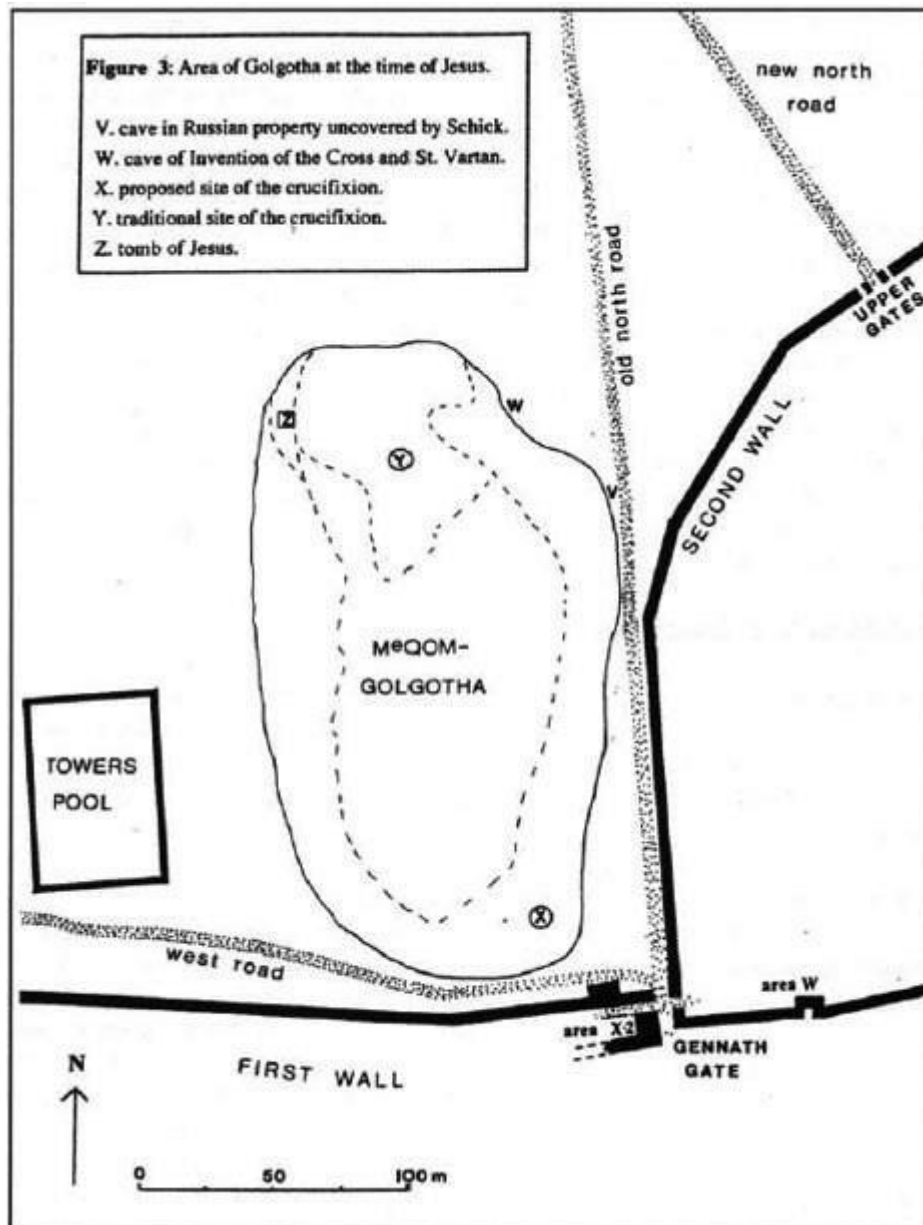 Figure 3: Area of Golgotha at the time of Jesus.
V. cave in Russian property uncovered by Schick.
W. cave of Invention of the Cross and St. Vartan.
X. proposed site of the crucifixion.
Y. traditional site of the crucifixion.
Z. tomb of Jesus.
new north
road
UPPER
GATES
old north road
SECOND WALL
W
Z
Y
V
MeQOM-
GOLGOTHA
TOWERS
POOL
X
west road
area W
area X-2
GENNATH
GATE
FIRST WALL
N
0 50 100 m